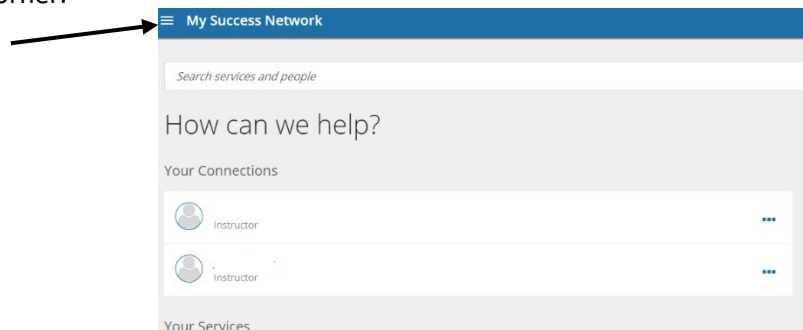 My Success Network
Search services and people
How can we help?
Your Connections
Instructor
Instructor
Your Services